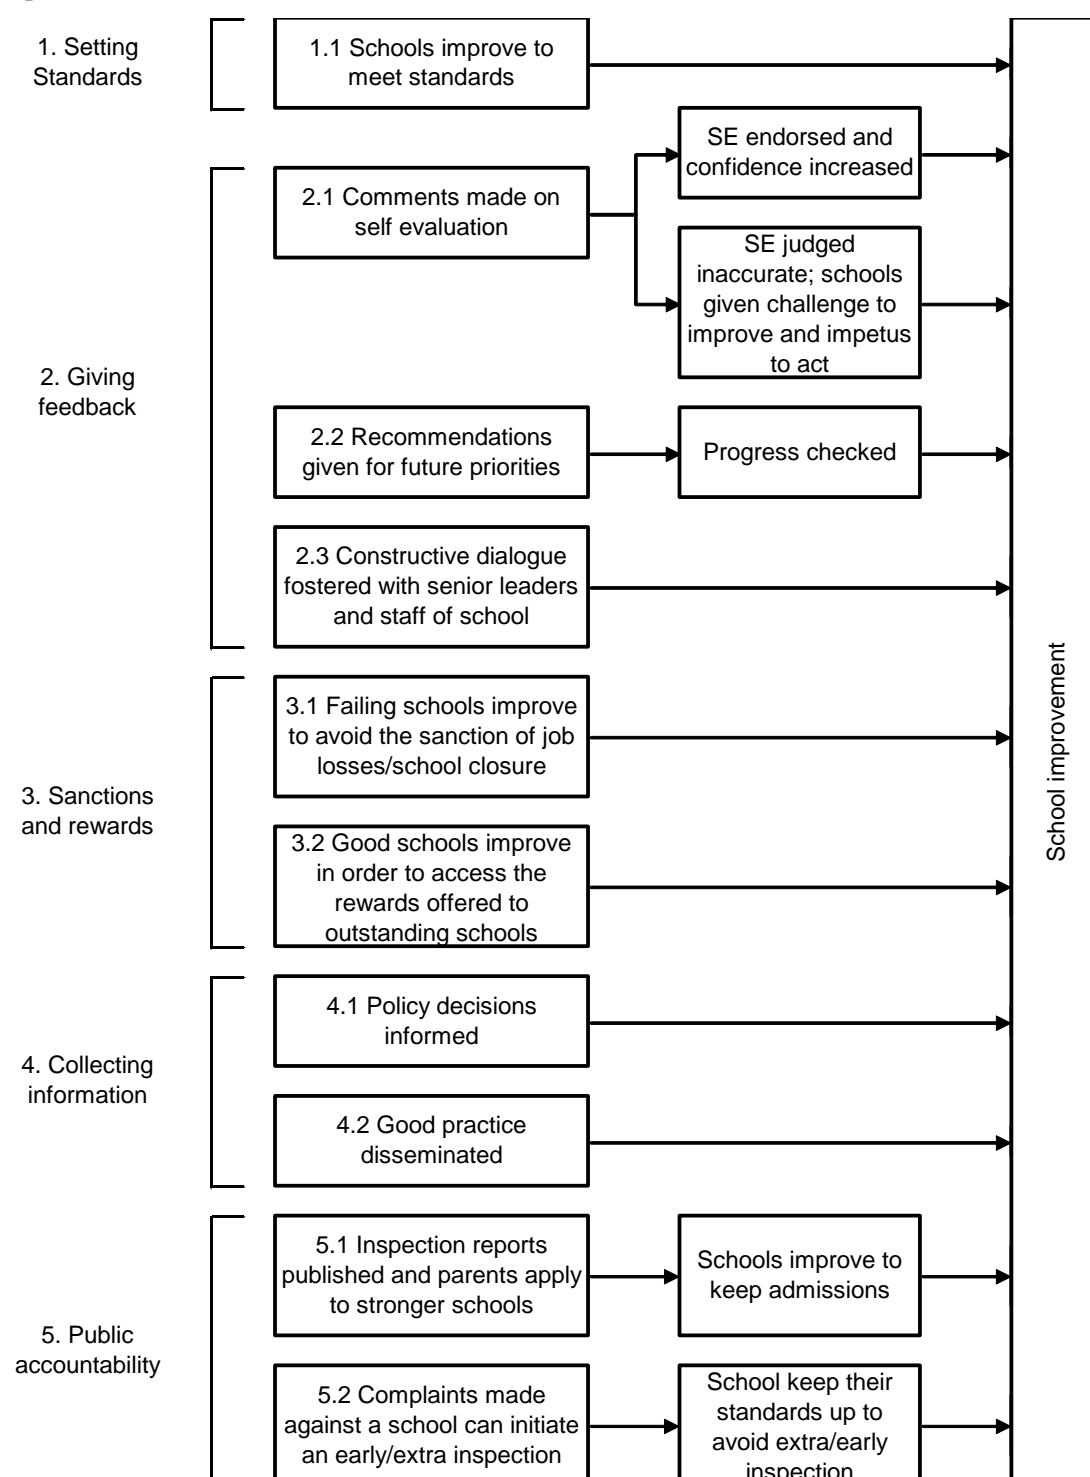 1. Setting
Standards
1.1 Schools improve to
meet standards
SE endorsed and
confidence increased
2.1 Comments made on
self evaluation
SE judged
inaccurate; schools
given challenge to
improve and impetus
to act
2. Giving
feedback
2.2 Recommendations
given for future priorities
Progress checked
2.3 Constructive dialogue
fostered with senior leaders
and staff of school
3. Sanctions
and rewards
3.1 Failing schools improve
to avoid the sanction of job
losses/school closure
3.2 Good schools improve
in order to access the
rewards offered to
outstanding schools
4. Collecting
information
4.1 Policy decisions
informed
4.2 Good practice
disseminated
5. Public
accountability
5.1 Inspection reports
published and parents apply
to stronger schools
Schools improve to
keep admissions
5.2 Complaints made
against a school can initiate
an early/extra inspection
School keep their
standards up to
avoid extra/early
inspection
School improvement